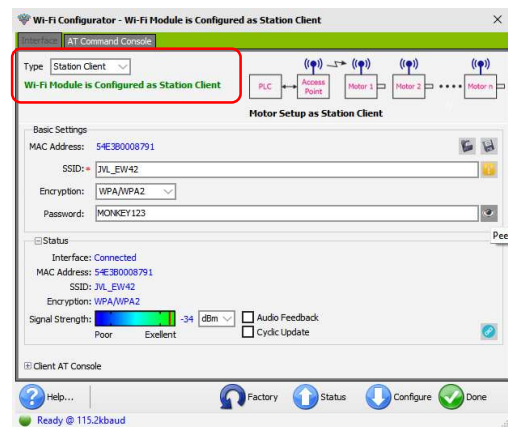 Wi-Fi Configurator - Wi-Fi Module is Configured as Station Client
Interface AT Command Console
Type Station Client
Wi-Fi Module is Configured as Station Client
PLC Access Point Motor 1 Motor 2 Motor n
Motor Setup as Station Client
Basic Settings
MAC Address: 54E3B0008791
SSID:* JVL_EW42
Encryption: WPA/WPA2
Password: MONKEY123
Pee
Status
Interface: Connected
MAC Address: 54E3B0008791
SSID: JVL_EW42
Encryption: WPA/WPA2
Signal Strength: -34 dBm Audio Feedback
Poor Exellent Cyclic Update
Client AT Console
Help... Factory Status Configure Done
Ready @ 115.2kbaud